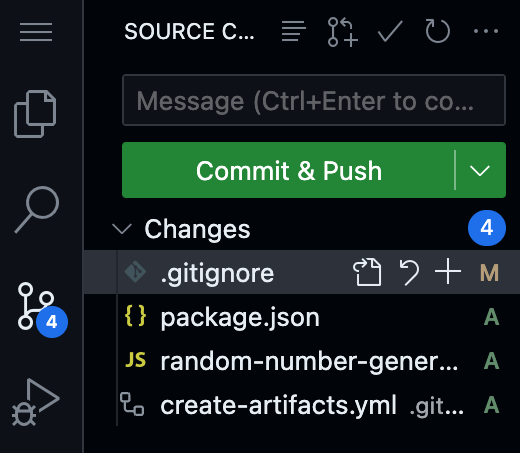 SOURCE C...
Message (Ctrl+Enter to co...
Commit & Push
Changes 4
.gitignore M
{} package.json A
JS random-number-gener... A
create-artifacts.yml .git... A
4